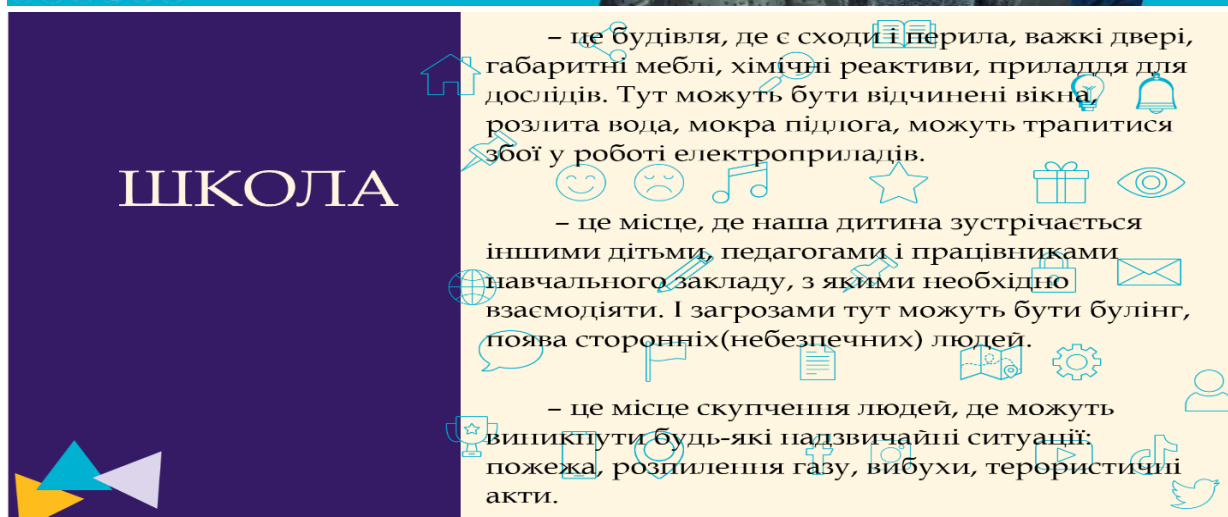 ШКОЛА
– це будівля, де є сходи і перила, важкі двері,
габаритні меблі, хімічні реактиви, приладдя для
дослідів. Тут можуть бути відчинені вікна,
розлита вода, мокра підлога, можуть трапитися
збої у роботі електроприладів.
– це місце, де наша дитина зустрічається
іншими дітьми, педагогами і працівниками
навчального закладу, з якими необхідно
взаємодіяти. І загрозами тут можуть бути булінг,
поява сторонніх(небезпечних) людей.
– це місце скупчення людей, де можуть
виникнути будь-які надзвичайні ситуації:
пожежа, розпилення газу, вибухи, терористичні
акти.